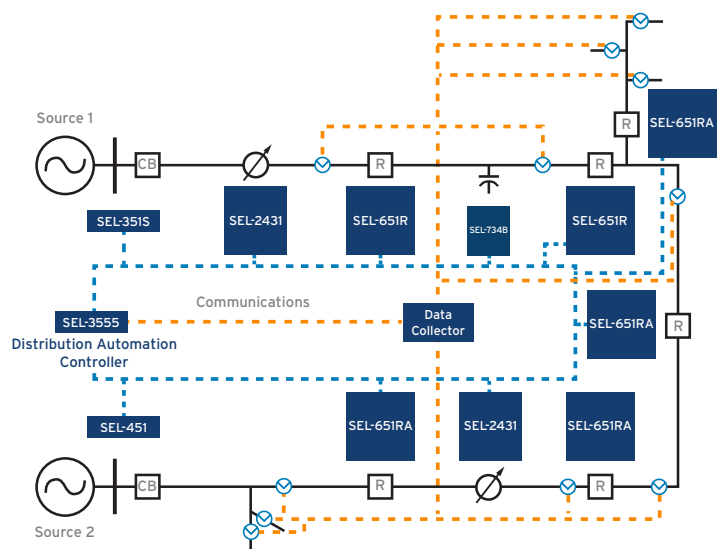 R
SEL-651RA
Source 1
CB
R
R
SEL-351S
SEL-2431
SEL-651R
SEL-734B
SEL-651R
Communications
SEL-3555
Data
Collector
SEL-651RA
R
Distribution Automation
Controller
SEL-451
SEL-651RA
SEL-2431
SEL-651RA
CB
R
R
Source 2